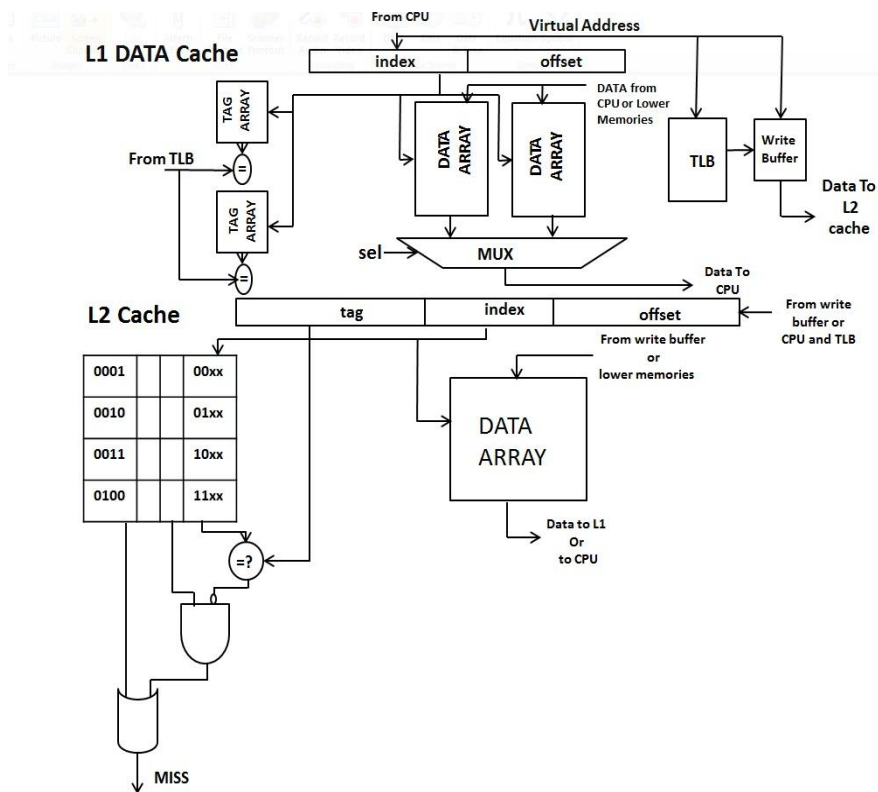 From CPU
Virtual Address
L1 DATA Cache
index
offset
DATA from
CPU or Lower
Memories
TAG
ARRAY
DATA
ARRAY
DATA
ARRAY
TLB
Write
Buffer
From TLB
=
Data To
L2
cache
TAG
ARRAY
sel
MUX
=
Data To
CPU
L2 Cache
tag
index
offset
From write
buffer or
CPU and TLB
From write buffer
or
lower memories
0001
00xx
0010
01xx
0011
10xx
0100
11xx
DATA
ARRAY
Data to L1
Or
to CPU
=?
MISS